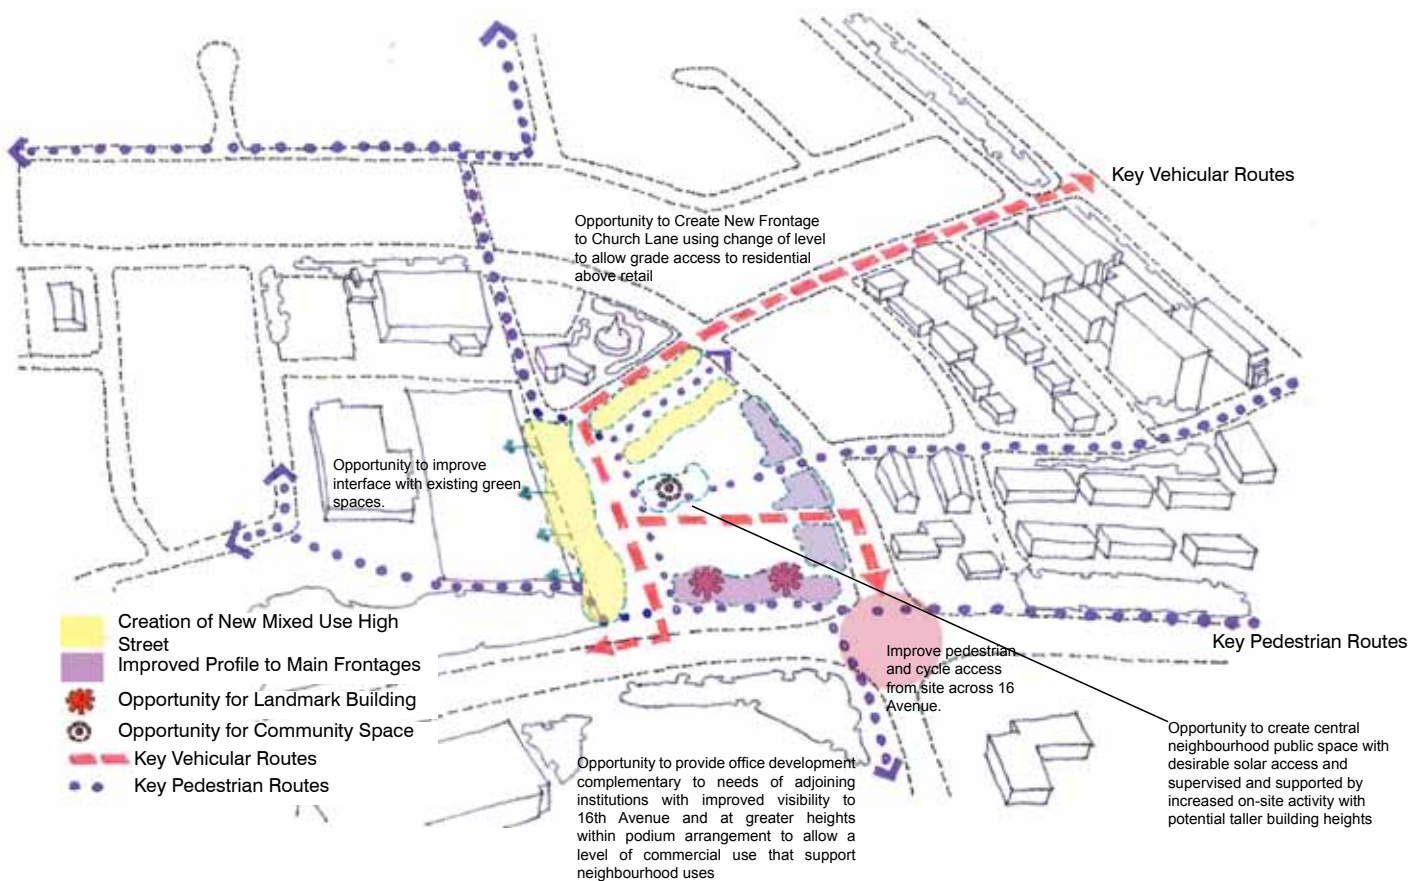 Key Vehicular Routes
Opportunity to Create New Frontage
to Church Lane using change of level
to allow grade access to residential
above retail
Opportunity to improve
interface with existing green
spaces.
Creation of New Mixed Use High
Street
Improved Profile to Main Frontages
Opportunity for Landmark Building
Opportunity for Community Space
Key Vehicular Routes
Key Pedestrian Routes
Key Pedestrian Routes
Improve pedestrian
and cycle access
from site across 16
Avenue.
Opportunity to create central
neighbourhood public space with
desirable solar access and
supervised and supported by
increased on-site activity with
potential taller building heights
Opportunity to provide office development
complementary to needs of adjoining
institutions with improved visibility to
16th Avenue and at greater heights
within podium arrangement to allow a
level of commercial use that support
neighbourhood uses